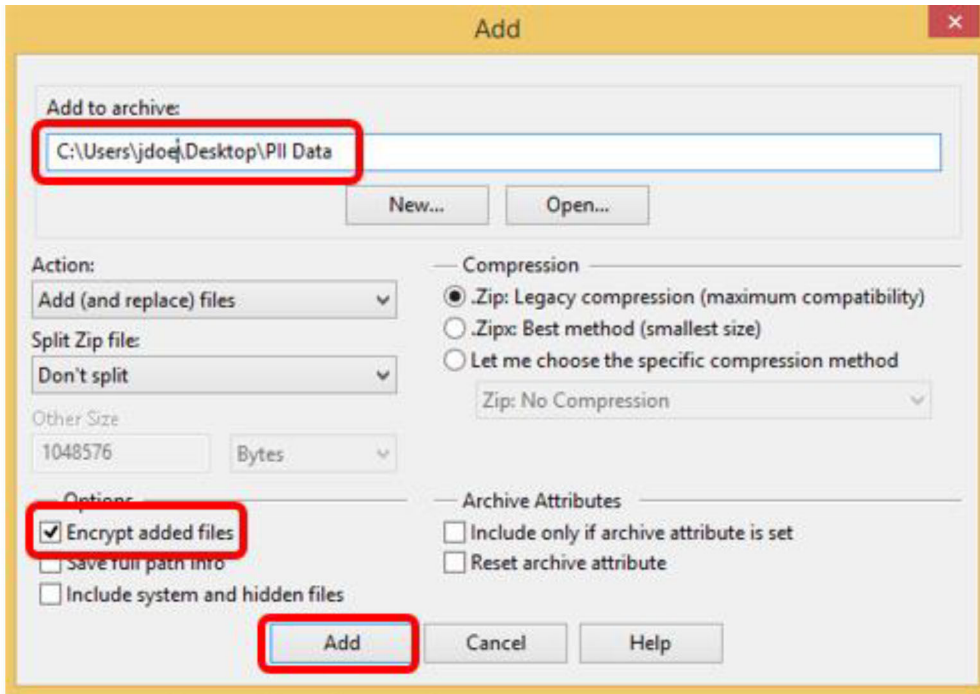 Add
Add to archive:
C:\Users\jdoe\Desktop\PII Data
New...
Open...
Action:
Add (and replace) files
Split Zip file:
Don't split
Other Size
1048576
Bytes
Compression
.Zip: Legacy compression (maximum compatibility)
.Zipx: Best method (smallest size)
Let me choose the specific compression method
Zip: No Compression
Options
Encrypt added files
Save full path info
Include system and hidden files
Archive Attributes
Include only if archive attribute is set
Reset archive attribute
Add
Cancel
Help